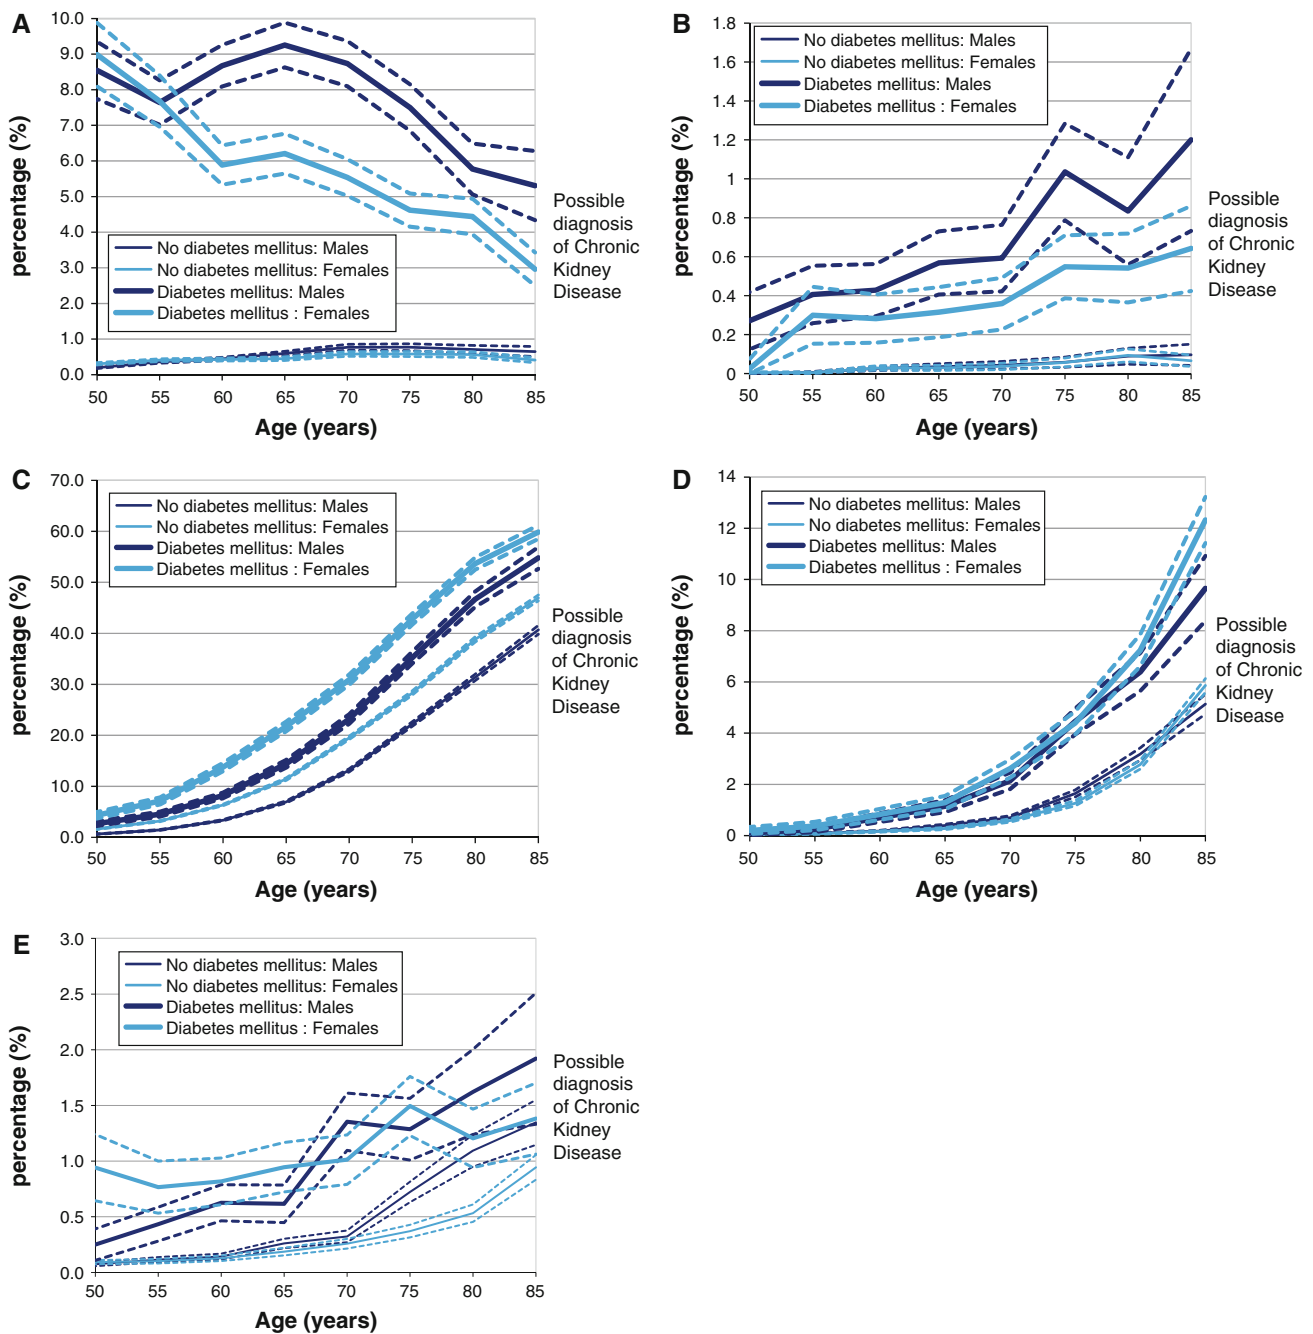 A
10.0
9.0
8.0
7.0
6.0
5.0
4.0
3.0
2.0
1.0
0.0
percentage (%)
No diabetes mellitus: Males
No diabetes mellitus: Females
Diabetes mellitus: Males
Diabetes mellitus : Females
50 55 60 65 70 75 80 85
Age (years)
Possible
diagnosis
of Chronic
Kidney
Disease
B
1.8
1.6
1.4
1.2
1
0.8
0.6
0.4
0.2
0
percentage (%)
No diabetes mellitus: Males
No diabetes mellitus: Females
Diabetes mellitus: Males
Diabetes mellitus : Females
50 55 60 65 70 75 80 85
Age (years)
Possible
diagnosis
of Chronic
Kidney
Disease
C
70.0
60.0
50.0
40.0
30.0
20.0
10.0
0.0
percentage (%)
No diabetes mellitus: Males
No diabetes mellitus: Females
Diabetes mellitus: Males
Diabetes mellitus : Females
50 55 60 65 70 75 80 85
Age (years)
Possible
diagnosis
of Chronic
Kidney
Disease
D
14
12
10
8
6
4
2
0
percentage (%)
No diabetes mellitus: Males
No diabetes mellitus: Females
Diabetes mellitus: Males
Diabetes mellitus : Females
50 55 60 65 70 75 80 85
Age (years)
Possible
diagnosis
of Chronic
Kidney
Disease
E
3.0
2.5
2.0
1.5
1.0
0.5
0.0
percentage (%)
No diabetes mellitus: Males
No diabetes mellitus: Females
Diabetes mellitus: Males
Diabetes mellitus : Females
50 55 60 65 70 75 80 85
Age (years)
Possible
diagnosis
of Chronic
Kidney
Disease